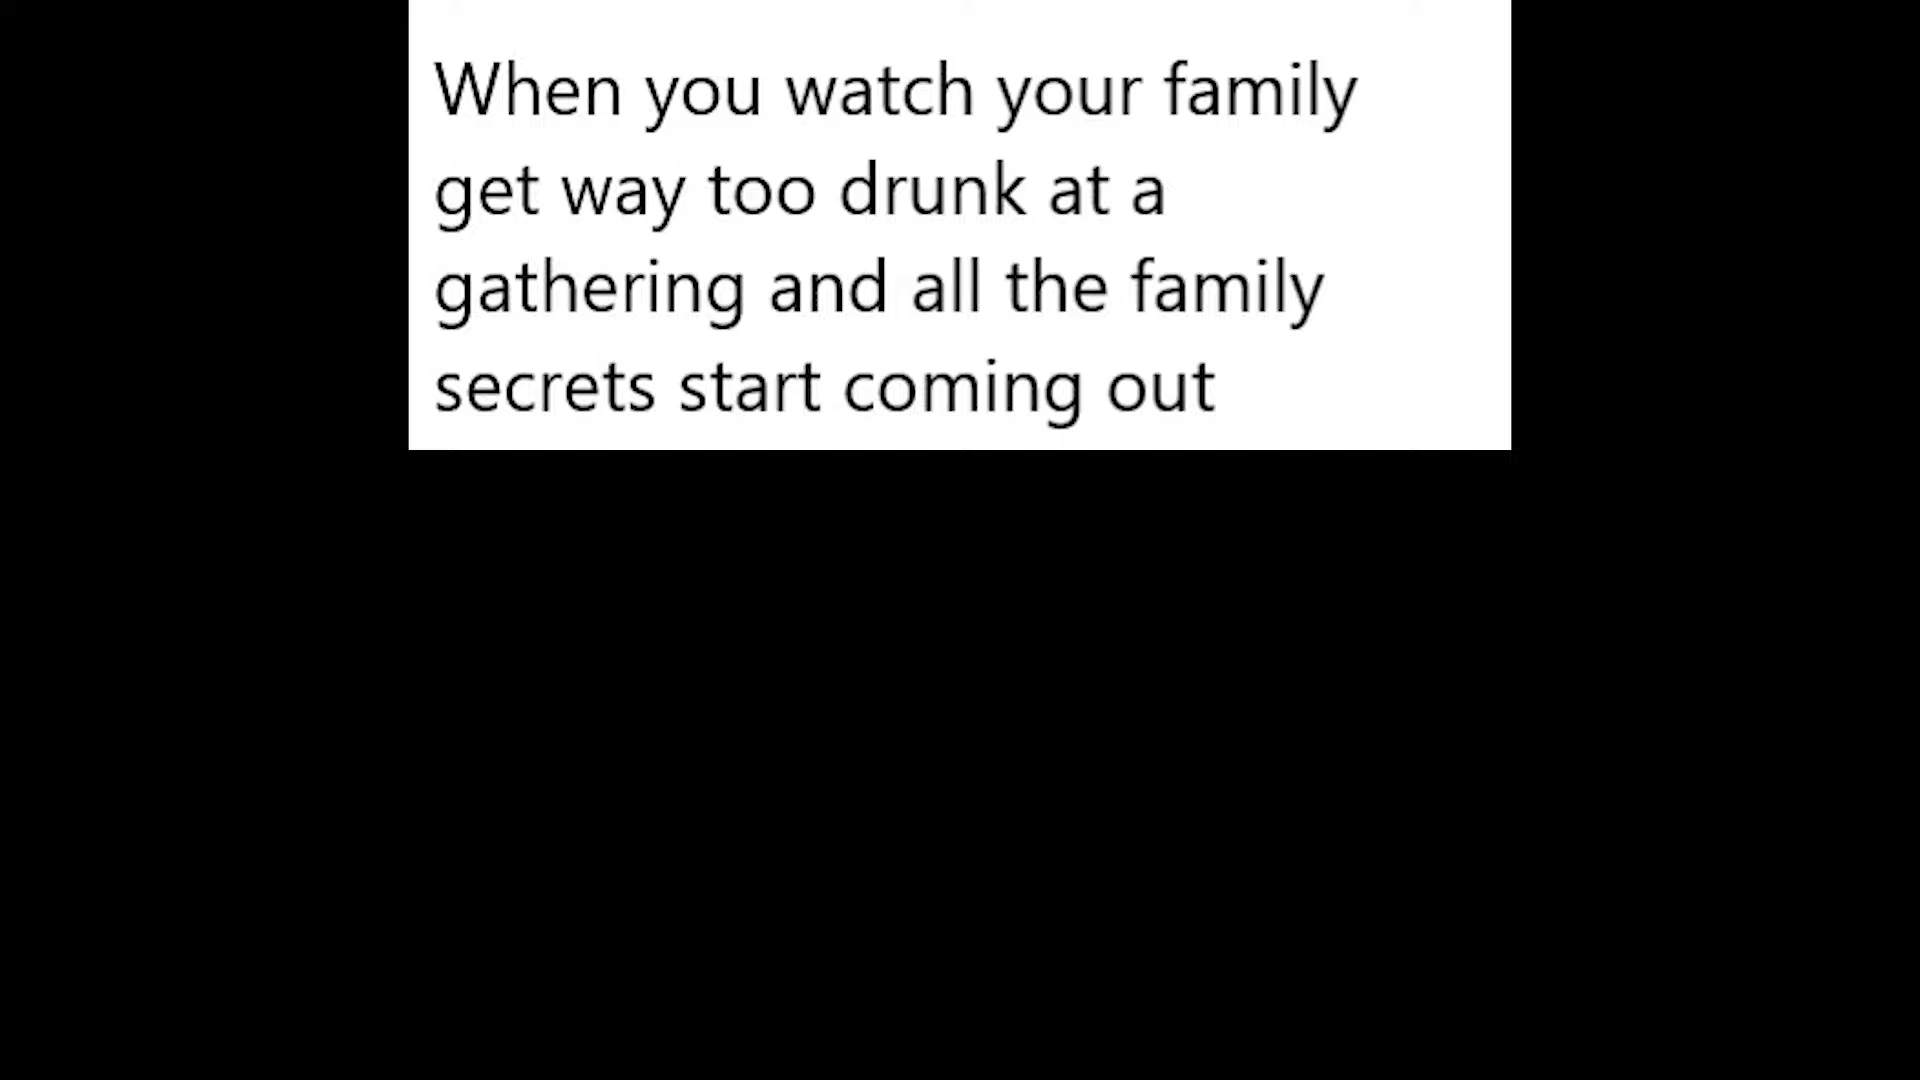 When you watch your family
get way too drunk at a
gathering and all the family
secrets start coming out